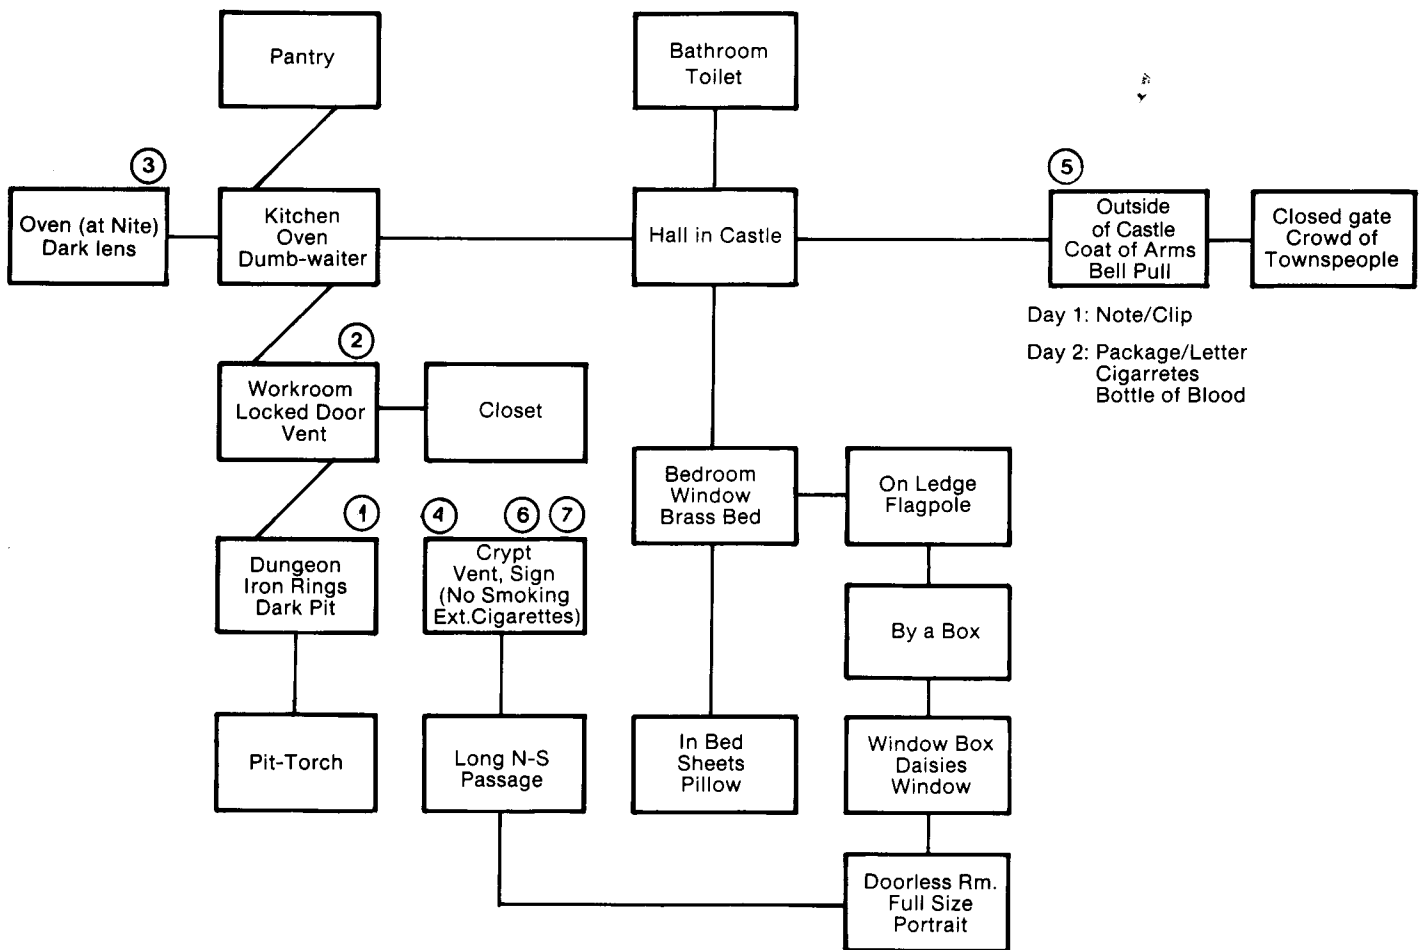 Pantry
Bathroom
Toilet
3
5
Oven (at Nite)
Dark lens
Kitchen
Oven
Dumb-waiter
Hall in Castle
Outside
of Castle
Coat of Arms
Bell Pull
Closed gate
Crowd of
Townspeople
Day 1: Note/Clip
Day 2: Package/Letter
Cigarretes
Bottle of Blood
2
Workroom
Locked Door
Vent
Closet
Bedroom
Window
Brass Bed
On Ledge
Flagpole
1
4
6
7
Dungeon
Iron Rings
Dark Pit
Crypt
Vent, Sign
(No Smoking
Ext.Cigarettes)
By a Box
Pit-Torch
Long N-S
Passage
In Bed
Sheets
Pillow
Window Box
Daisies
Window
Doorless Rm.
Full Size
Portrait